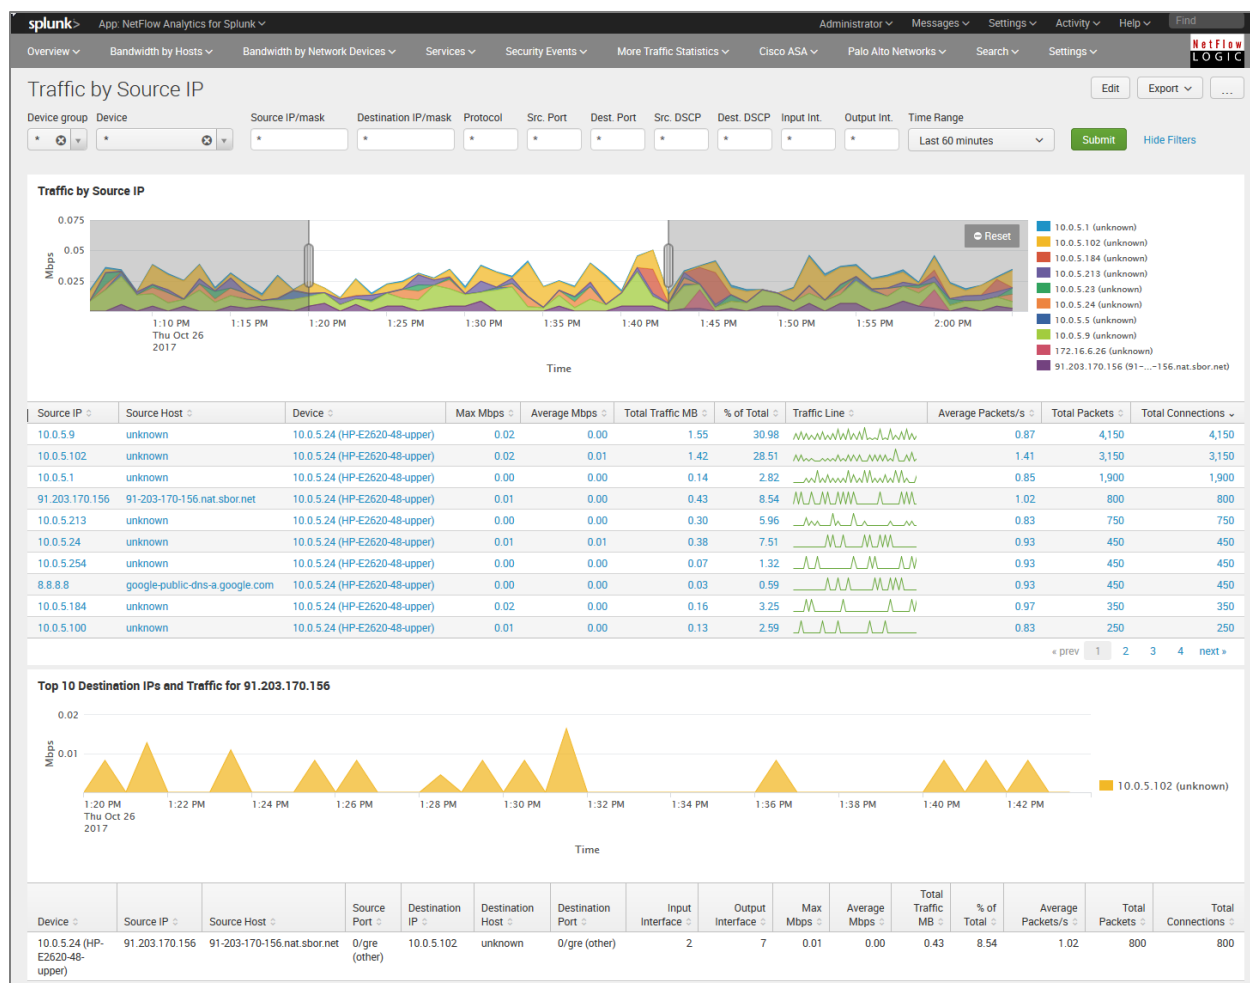 splunk> App: NetFlow Analytics for Splunk Administrator Messages Settings Activity Help Find
Overview Bandwidth by Hosts Bandwidth by Network Devices Services Security Events More Traffic Statistics Cisco ASA Palo Alto Networks Search Settings NetFlow LOGIC
Traffic by Source IP Edit Export ...
Device group Device Source IP/mask Destination IP/mask Protocol Src. Port Dest. Port Src. DSCP Dest. DSCP Input Int. Output Int. Time Range
* * * * * * * * * * * Last 60 minutes Submit Hide Filters
Traffic by Source IP
0.075
0.05
0.025
Mbps
Reset
1:10 PM 1:15 PM 1:20 PM 1:25 PM 1:30 PM 1:35 PM 1:40 PM 1:45 PM 1:50 PM 1:55 PM 2:00 PM
Thu Oct 26
2017
Time
10.0.5.1 (unknown)
10.0.5.102 (unknown)
10.0.5.184 (unknown)
10.0.5.213 (unknown)
10.0.5.23 (unknown)
10.0.5.24 (unknown)
10.0.5.5 (unknown)
10.0.5.9 (unknown)
172.16.6.26 (unknown)
91.203.170.156 (91-...-156.nat.sbor.net)
Source IP Source Host Device Max Mbps Average Mbps Total Traffic MB % of Total Traffic Line Average Packets/s Total Packets Total Connections
10.0.5.9 unknown 10.0.5.24 (HP-E2620-48-upper) 0.02 0.00 1.55 30.98 0.87 4,150 4,150
10.0.5.102 unknown 10.0.5.24 (HP-E2620-48-upper) 0.02 0.01 1.42 28.51 1.41 3,150 3,150
10.0.5.1 unknown 10.0.5.24 (HP-E2620-48-upper) 0.00 0.00 0.14 2.82 0.85 1,900 1,900
91.203.170.156 91-203-170-156.nat.sbor.net 10.0.5.24 (HP-E2620-48-upper) 0.01 0.00 0.43 8.54 1.02 800 800
10.0.5.213 unknown 10.0.5.24 (HP-E2620-48-upper) 0.00 0.00 0.30 5.96 0.83 750 750
10.0.5.24 unknown 10.0.5.24 (HP-E2620-48-upper) 0.01 0.01 0.38 7.51 0.93 450 450
10.0.5.254 unknown 10.0.5.24 (HP-E2620-48-upper) 0.00 0.00 0.07 1.32 0.93 450 450
8.8.8.8 google-public-dns-a.google.com 10.0.5.24 (HP-E2620-48-upper) 0.00 0.00 0.03 0.59 0.93 450 450
10.0.5.184 unknown 10.0.5.24 (HP-E2620-48-upper) 0.02 0.00 0.16 3.25 0.97 350 350
10.0.5.100 unknown 10.0.5.24 (HP-E2620-48-upper) 0.01 0.00 0.13 2.59 0.83 250 250
« prev 1 2 3 4 next »
Top 10 Destination IPs and Traffic for 91.203.170.156
0.02
0.01
Mbps
10.0.5.102 (unknown)
1:20 PM 1:22 PM 1:24 PM 1:26 PM 1:28 PM 1:30 PM 1:32 PM 1:34 PM 1:36 PM 1:38 PM 1:40 PM 1:42 PM
Thu Oct 26
2017
Time
Device Source IP Source Host Source Port Destination IP Destination Host Destination Port Input Interface Output Interface Max Mbps Average Mbps Total Traffic MB % of Total Average Packets/s Total Packets Total Connections
10.0.5.24 (HP-E2620-48-upper) 91.203.170.156 91-203-170-156.nat.sbor.net 0/gre (other) 10.0.5.102 unknown 0/gre (other) 2 7 0.01 0.00 0.43 8.54 1.02 800 800